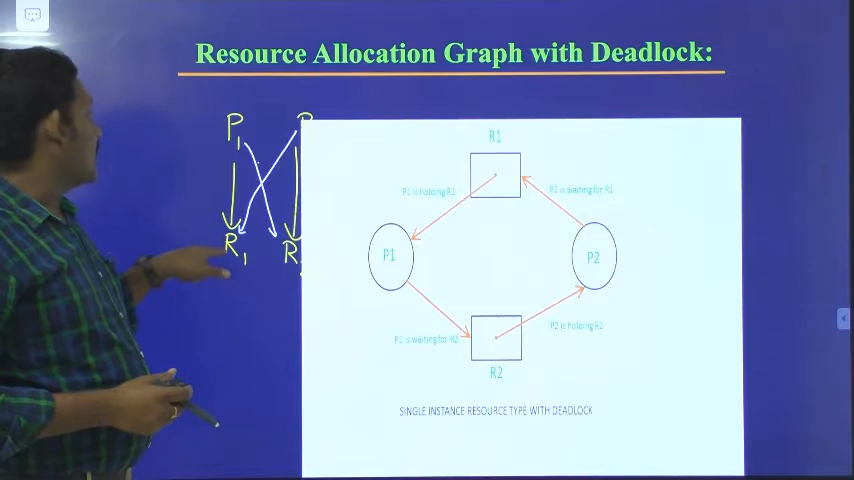 Resource Allocation Graph with Deadlock:
P1
R1
R1
P1 is holding R1
P2 is waiting for R1
P1
P2
P1 is waiting for R2
P2 is holding R2
R2
SINGLE INSTANCE RESOURCE TYPE WITH DEADLOCK